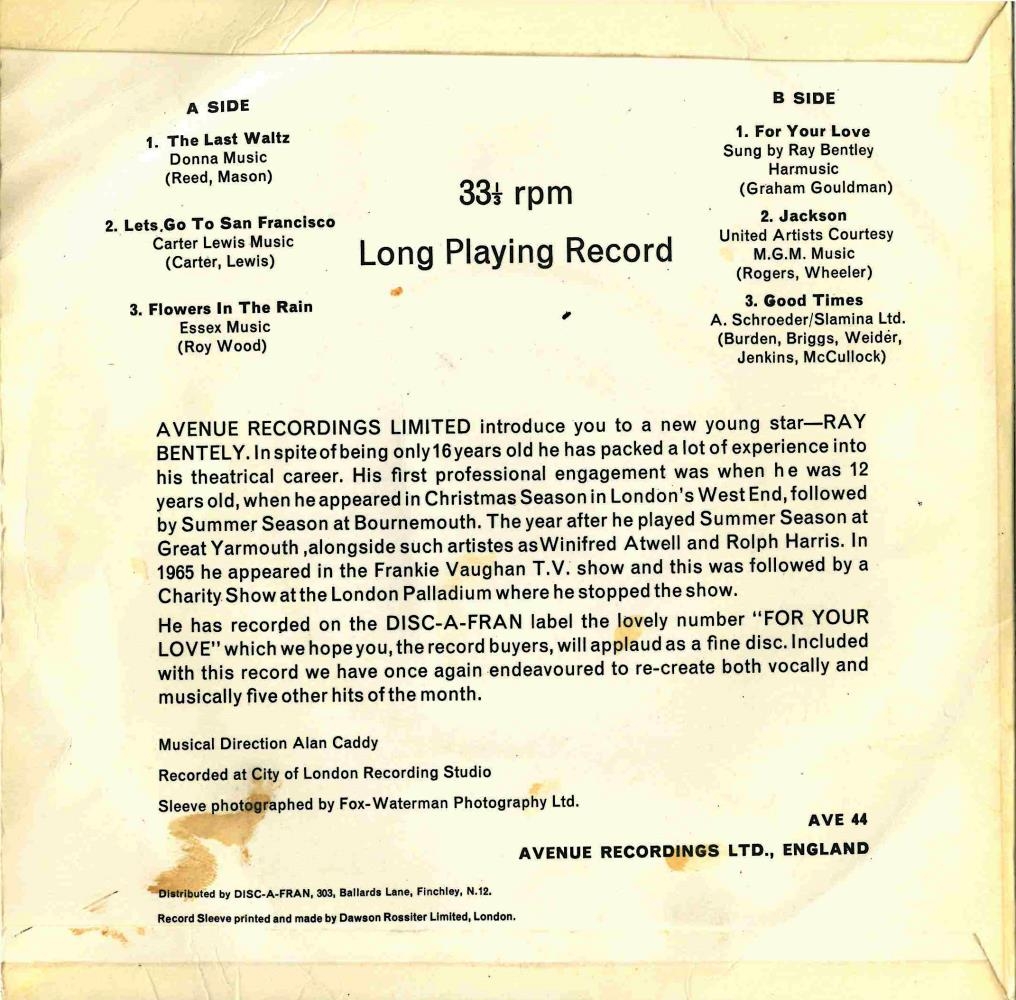 A SIDE
1. The Last Waltz
Donna Music
(Reed, Mason)
2. Lets Go To San Francisco
Carter Lewis Music
(Carter, Lewis)
3. Flowers In The Rain
Essex Music
(Roy Wood)
33⅓ rpm
Long Playing Record
B SIDE
1. For Your Love
Sung by Ray Bentley
Harmusic
(Graham Gouldman)
2. Jackson
United Artists Courtesy
M.G.M. Music
(Rogers, Wheeler)
3. Good Times
A. Schroeder/Slamina Ltd.
(Burden, Briggs, Weider,
Jenkins, McCullock)
AVENUE RECORDINGS LIMITED introduce you to a new young star—RAY
BENTELY. In spite of being only 16 years old he has packed a lot of experience into
his theatrical career. His first professional engagement was when he was 12
years old, when he appeared in Christmas Season in London's West End, followed
by Summer Season at Bournemouth. The year after he played Summer Season at
Great Yarmouth ,alongside such artistes as Winifred Atwell and Rolph Harris. In
1965 he appeared in the Frankie Vaughan T.V. show and this was followed by a
Charity Show at the London Palladium where he stopped the show.
He has recorded on the DISC-A-FRAN label the lovely number "FOR YOUR
LOVE" which we hope you, the record buyers, will applaud as a fine disc. Included
with this record we have once again endeavoured to re-create both vocally and
musically five other hits of the month.
Musical Direction Alan Caddy
Recorded at City of London Recording Studio
Sleeve photographed by Fox-Waterman Photography Ltd.
AVE 44
AVENUE RECORDINGS LTD., ENGLAND
Distributed by DISC-A-FRAN, 303, Ballards Lane, Finchley, N.12.
Record Sleeve printed and made by Dawson Rossiter Limited, London.